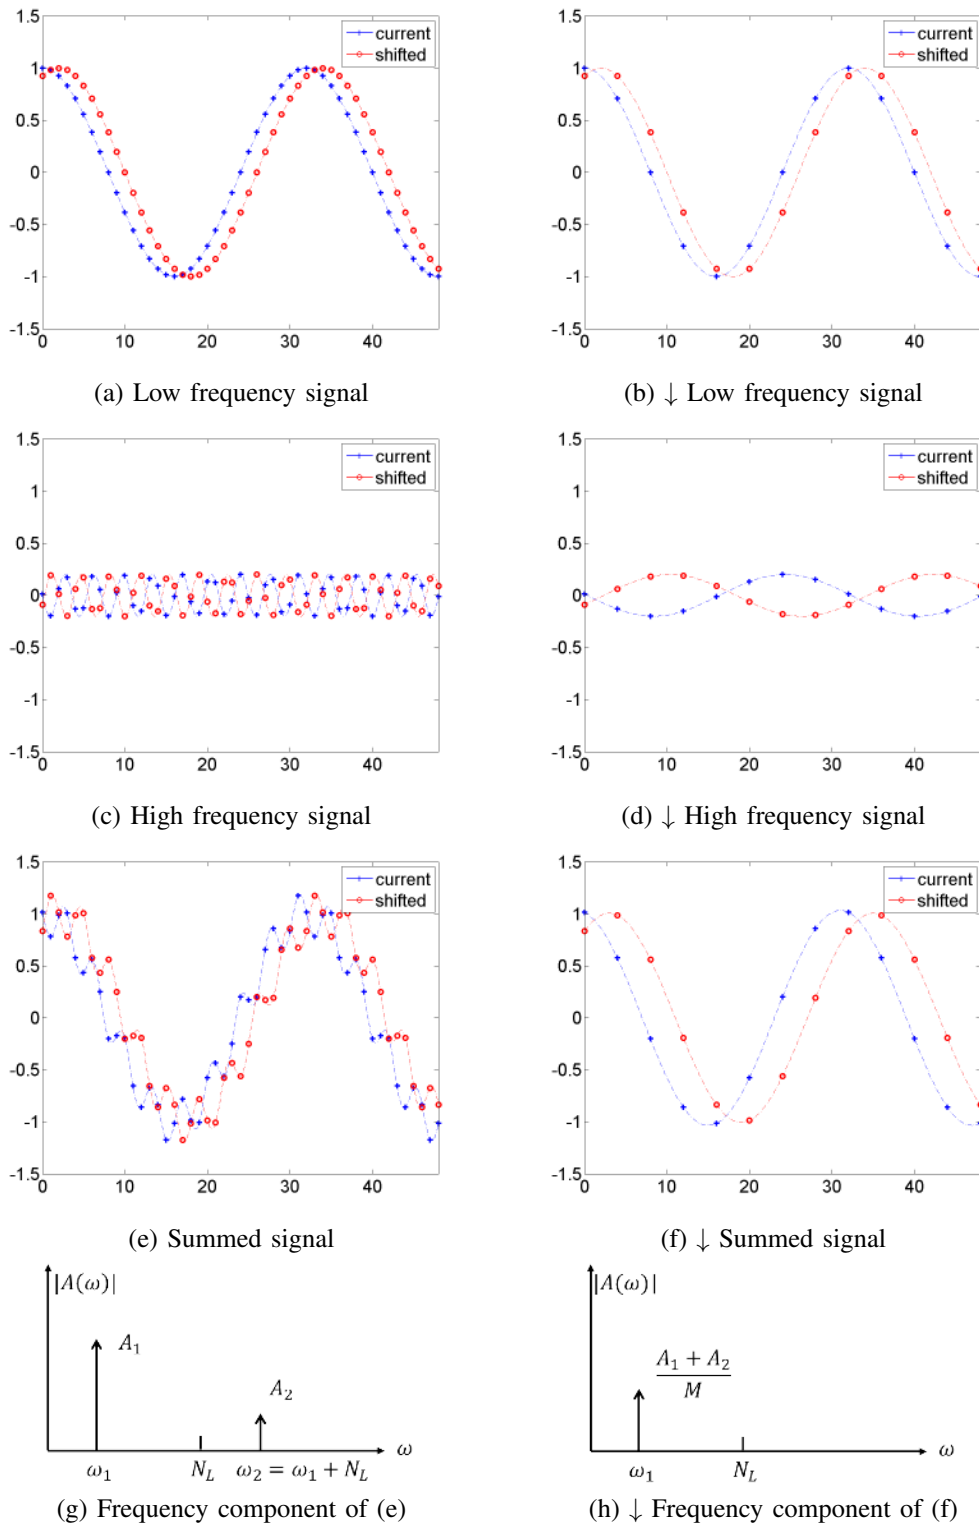 1.5
1
0.5
0
-0.5
-1
-1.5
0 10 20 30 40
current
shifted
(a) Low frequency signal
1.5
1
0.5
0
-0.5
-1
-1.5
0 10 20 30 40
current
shifted
(b) ↓ Low frequency signal
1.5
1
0.5
0
-0.5
-1
-1.5
0 10 20 30 40
current
shifted
(c) High frequency signal
1.5
1
0.5
0
-0.5
-1
-1.5
0 10 20 30 40
current
shifted
(d) ↓ High frequency signal
1.5
1
0.5
0
-0.5
-1
-1.5
0 10 20 30 40
current
shifted
(e) Summed signal
1.5
1
0.5
0
-0.5
-1
-1.5
0 10 20 30 40
current
shifted
(f) ↓ Summed signal
|A(ω)|
A₁
A₂
ω
ω₁ N_L ω₂ = ω₁ + N_L
(g) Frequency component of (e)
|A(ω)|
A₁ + A₂
M
ω
ω₁ N_L
(h) ↓ Frequency component of (f)